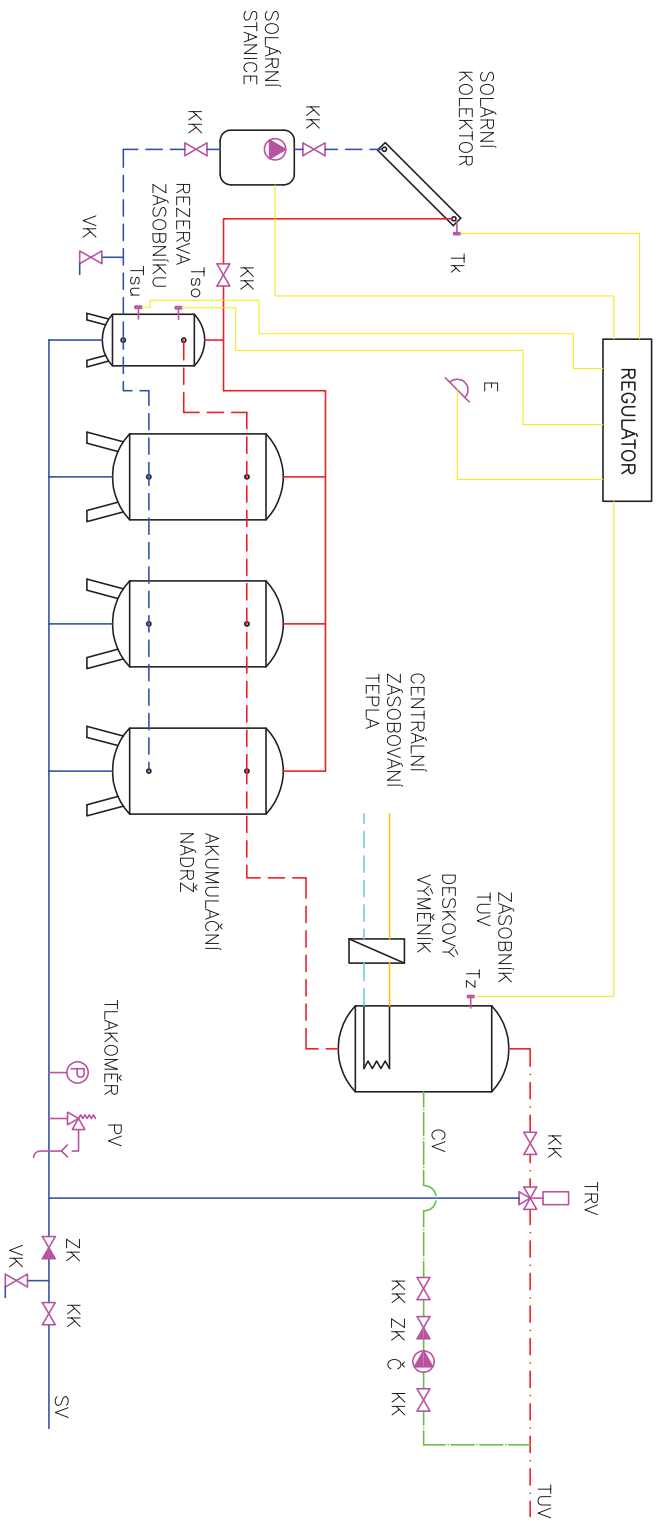 SOLÁRNÍ
STANICE
SOLÁRNÍ
KOLEKTOR
KK
KK
VK
REZERVA
ZÁSOBNÍKU
Tsu
Tso
KK
Tk
E
REGULÁTOR
CENTRÁLNÍ
ZÁSOBOVÁNÍ
TEPLA
AKUMULAČNÍ
NÁDRŽ
DESKOVÝ
VÝMĚNÍK
ZÁSOBNÍK
TUV
Tz
TLAKOMĚR
P
PV
CV
KK
TRV
ZK
VK
KK
SV
KK
ZK
Č
KK
TUV